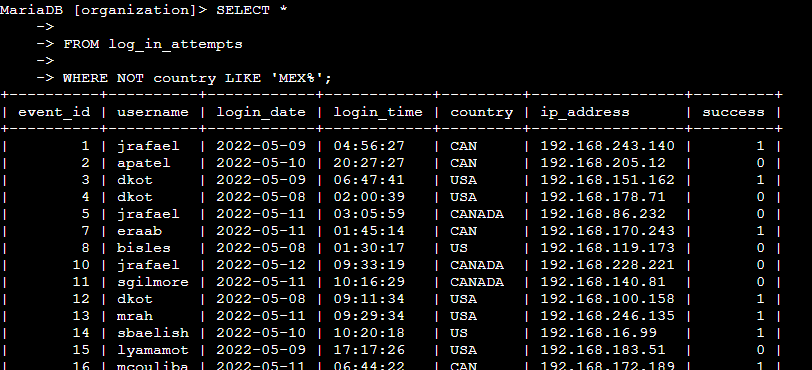 MariaDB [organization]> SELECT *
    ->
    -> FROM log_in_attempts
    ->
    -> WHERE NOT country LIKE 'MEX%';
+----------+----------+------------+------------+---------+-----------------+---------+
| event_id | username | login_date | login_time | country | ip_address      | success |
+----------+----------+------------+------------+---------+-----------------+---------+
|        1 | jrafael  | 2022-05-09 | 04:56:27   | CAN     | 192.168.243.140 |       1 |
|        2 | apatel   | 2022-05-10 | 20:27:27   | CAN     | 192.168.205.12  |       0 |
|        3 | dkot     | 2022-05-09 | 06:47:41   | USA     | 192.168.151.162 |       1 |
|        4 | dkot     | 2022-05-08 | 02:00:39   | USA     | 192.168.178.71  |       0 |
|        5 | jrafael  | 2022-05-11 | 03:05:59   | CANADA  | 192.168.86.232  |       0 |
|        7 | eraab    | 2022-05-11 | 01:45:14   | CAN     | 192.168.170.243 |       1 |
|        8 | bisles   | 2022-05-08 | 01:30:17   | US      | 192.168.119.173 |       0 |
|       10 | jrafael  | 2022-05-12 | 09:33:19   | CANADA  | 192.168.228.221 |       0 |
|       11 | sgilmore | 2022-05-11 | 10:16:29   | CANADA  | 192.168.140.81  |       0 |
|       12 | dkot     | 2022-05-08 | 09:11:34   | USA     | 192.168.100.158 |       1 |
|       13 | mrah     | 2022-05-11 | 09:29:34   | USA     | 192.168.246.135 |       1 |
|       14 | sbaelish | 2022-05-10 | 10:20:18   | US      | 192.168.16.99   |       1 |
|       15 | lyamamot | 2022-05-09 | 17:17:26   | USA     | 192.168.183.51  |       0 |
|       16 | mcouliba | 2022-05-11 | 06:44:22   | CAN     | 192.168.172.189 |       1 |